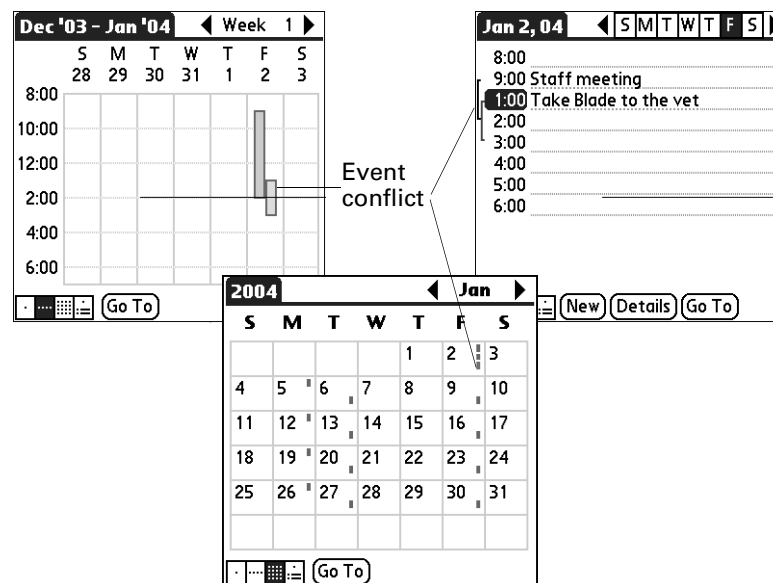 Dec '03 - Jan '04 Week 1
S M T W T F S
28 29 30 31 1 2 3
8:00
10:00
12:00
2:00
4:00
6:00
Go To
Event
conflict
Jan 2, 04 S M T W T F S
8:00
9:00 Staff meeting
1:00 Take Blade to the vet
2:00
3:00
4:00
5:00
6:00
New Details Go To
2004 Jan
S M T W T F S
1 2 3
4 5 6 7 8 9 10
11 12 13 14 15 16 17
18 19 20 21 22 23 24
25 26 27 28 29 30 31
Go To